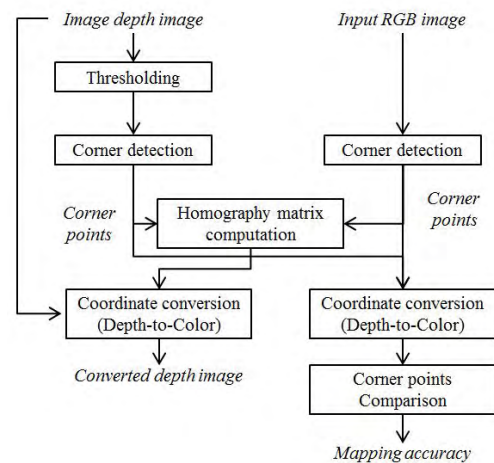 Image depth image
Input RGB image
Thresholding
Corner detection
Corner detection
Corner
points
Homography matrix
computation
Corner
points
Coordinate conversion
(Depth-to-Color)
Coordinate conversion
(Depth-to-Color)
Converted depth image
Corner points
Comparison
Mapping accuracy